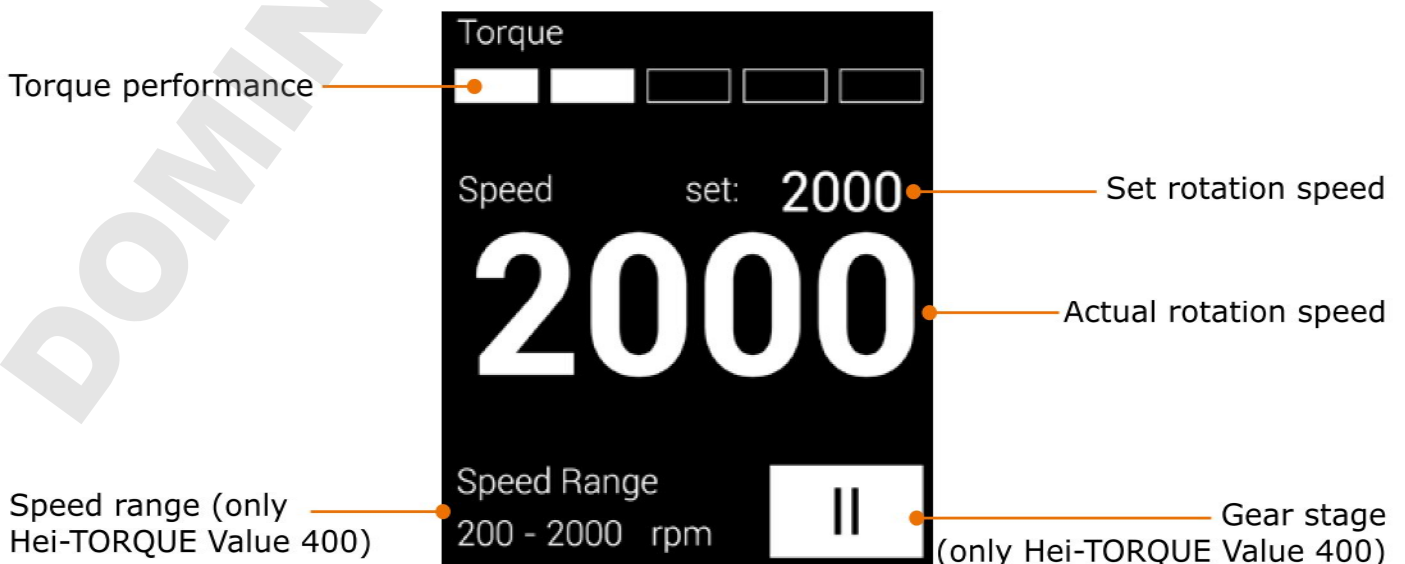 Torque
Torque performance
Speed set: 2000
Set rotation speed
2000
Actual rotation speed
Speed Range
200 - 2000 rpm
II
Speed range (only
Hei-TORQUE Value 400)
Gear stage
(only Hei-TORQUE Value 400)
DOMIN